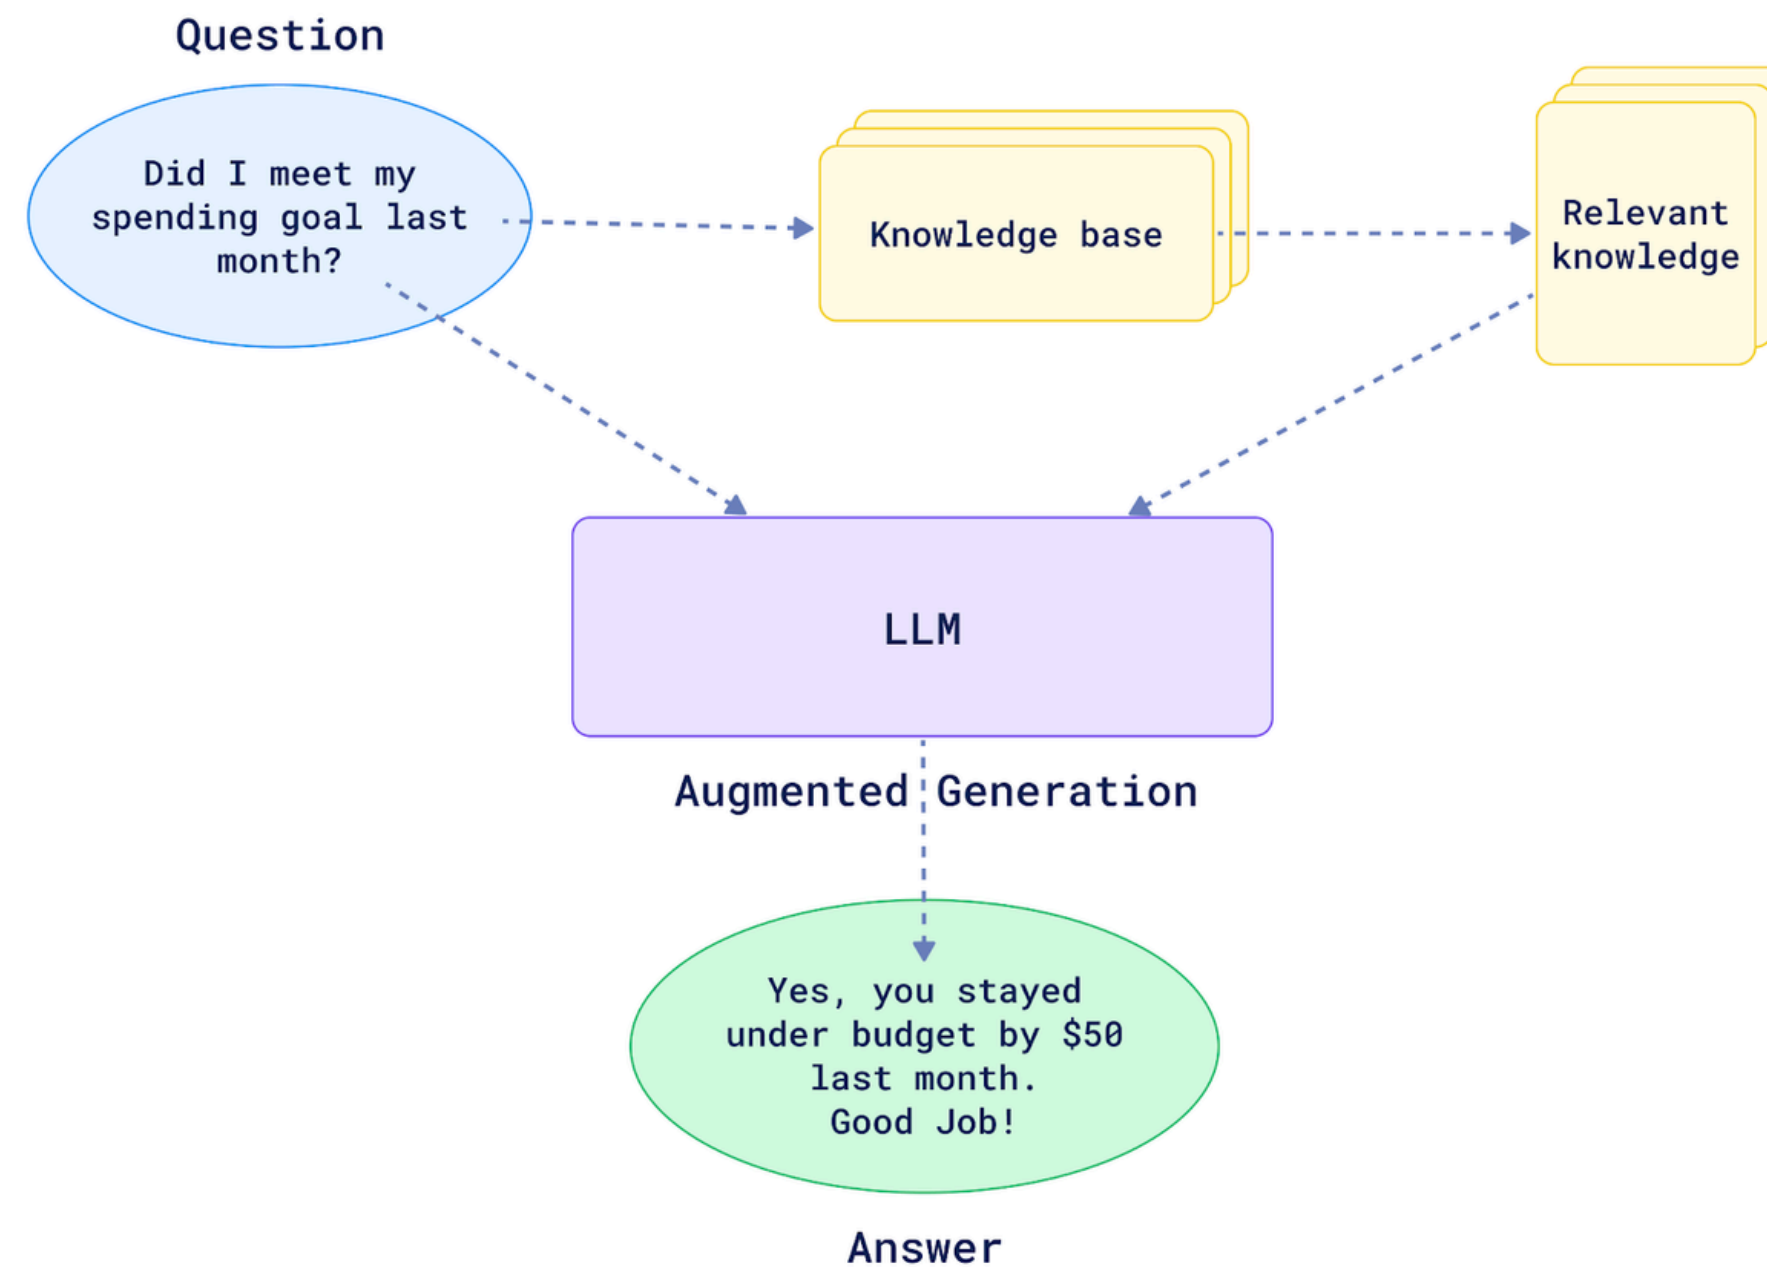 Question
Did I meet my
spending goal last
month?
Knowledge base
Relevant
knowledge
LLM
Augmented Generation
Yes, you stayed
under budget by $50
last month.
Good Job!
Answer